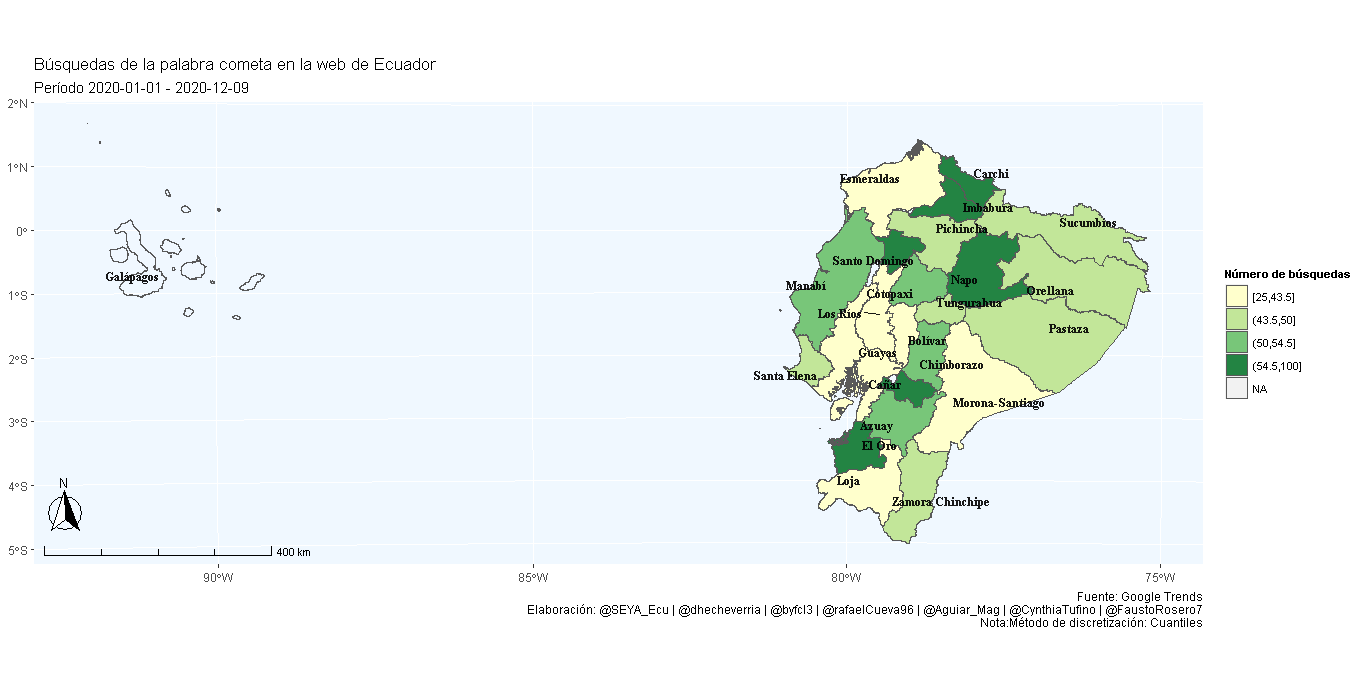 Búsquedas de la palabra cometa en la web de Ecuador
Período 2020-01-01 - 2020-12-09
2°N
1°N
0°
1°S
2°S
3°S
4°S
5°S
Galápagos
Esmeraldas
Carchi
Imbabura
Sucumbíos
Pichincha
Santo Domingo
Napo
Manabí
Cotopaxi
Orellana
Tungurahua
Los Ríos
Pastaza
Bolívar
Guayas
Chimborazo
Santa Elena
Cañar
Morona-Santiago
Azuay
El Oro
Loja
Zamora Chinchipe
N
400 km
90°W
85°W
80°W
75°W
Número de búsquedas
[25,43.5]
(43.5,50]
(50,54.5]
(54.5,100]
NA
Fuente: Google Trends
Elaboración: @SEYA_Ecu | @dhecheverria | @byfcl3 | @rafaelCueva96 | @Aguiar_Mag | @CynthiaTufino | @FaustoRosero7
Nota:Método de discretización: Cuantiles